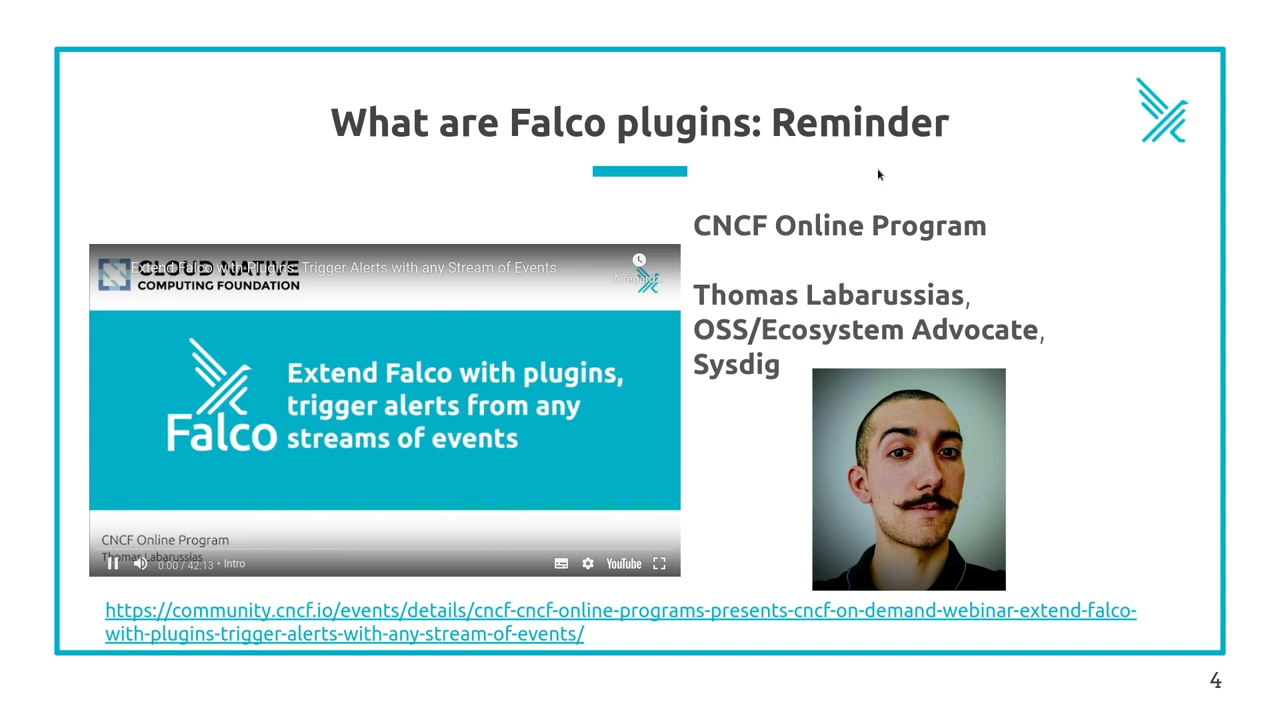 What are Falco plugins: Reminder
CLOUD NATIVE
COMPUTING FOUNDATION
Extend Falco with Plugins: Trigger Alerts with any Stream of Events
Falco
Extend Falco with plugins,
trigger alerts from any
streams of events
CNCF Online Program
Thomas Labarussias
0:00 / 42:13 • Intro
YouTube
CNCF Online Program
Thomas Labarussias,
OSS/Ecosystem Advocate,
Sysdig
https://community.cncf.io/events/details/cncf-cncf-online-programs-presents-cncf-on-demand-webinar-extend-falco-
with-plugins-trigger-alerts-with-any-stream-of-events/
4